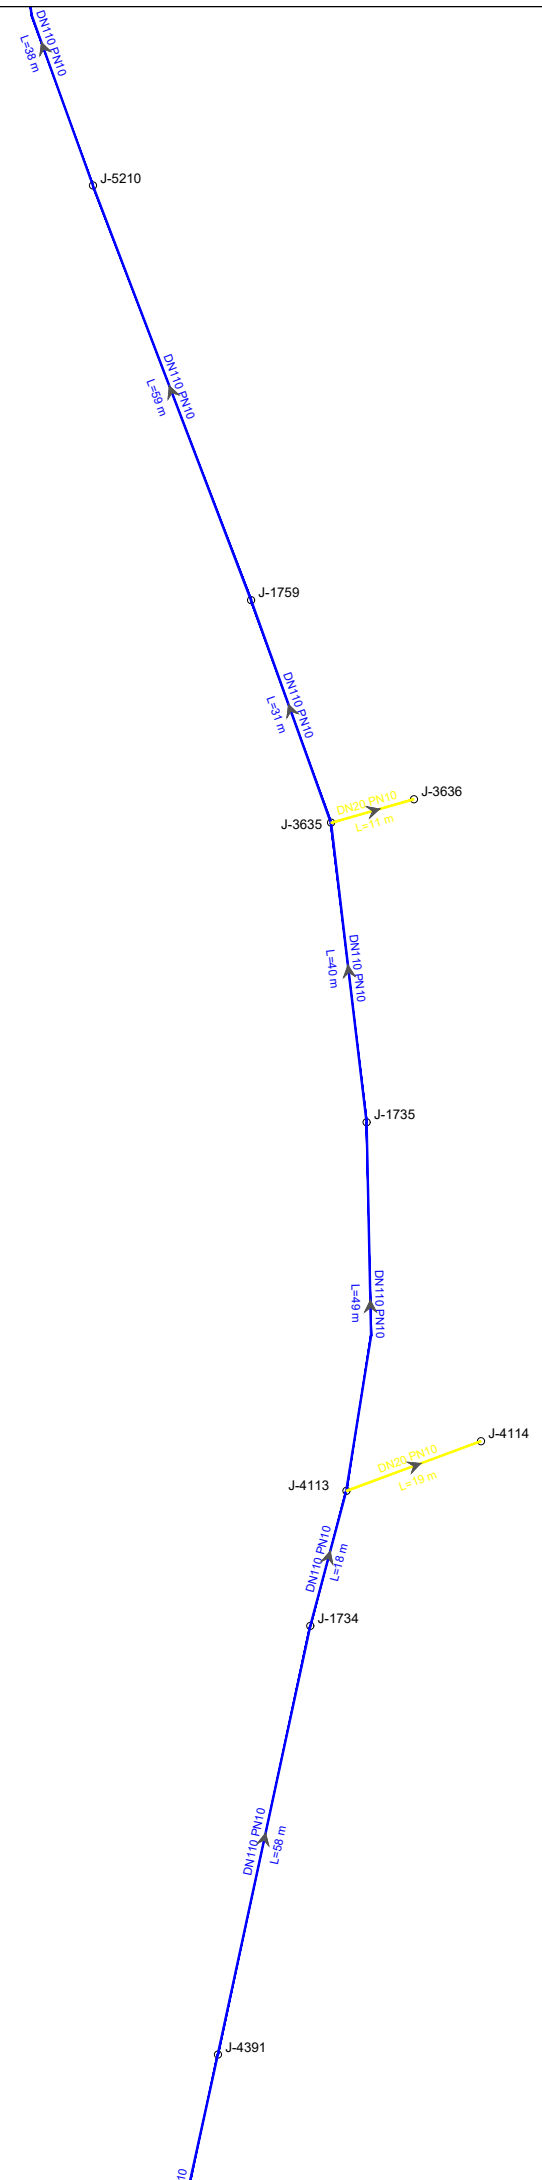 DN110 PN10
L=38 m
J-5210
DN110 PN10
L=59 m
J-1759
DN110 PN10
L=31 m
J-3636
DN20 PN10
L=11 m
J-3635
DN110 PN10
L=40 m
J-1735
DN110 PN10
L=49 m
J-4114
DN20 PN10
L=19 m
J-4113
DN110 PN10
L=18 m
J-1734
DN110 PN10
L=58 m
J-4391
10